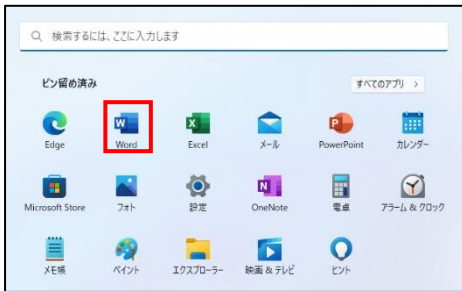 検索するには、ここに入力します
ピン留め済み
すべてのアプリ >
Edge
Word
Excel
メール
PowerPoint
カレンダー
Microsoft Store
フォト
設定
OneNote
電卓
アラーム & クロック
メモ帳
ペイント
エクスプローラー
映画 & テレビ
ヒント